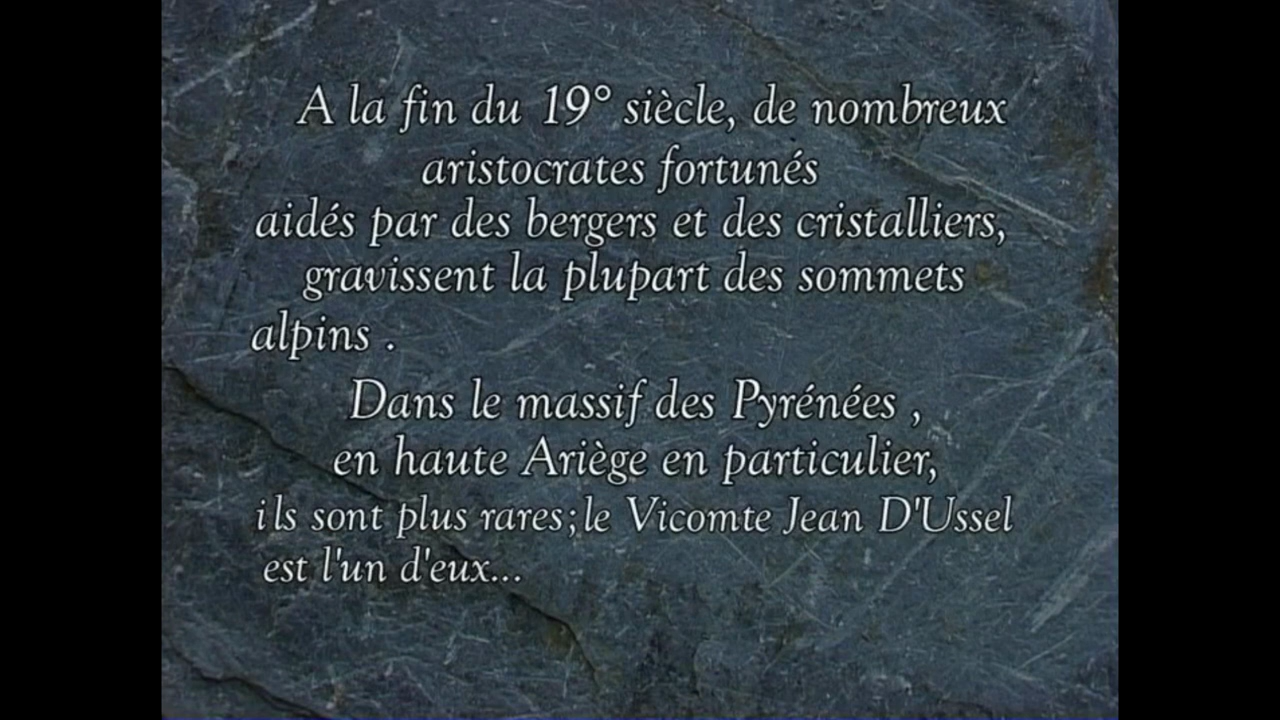 A la fin du 19° siècle, de nombreux
aristocrates fortunés
aidés par des bergers et des cristalliers,
gravissent la plupart des sommets
alpins .
Dans le massif des Pyrénées ,
en haute Ariège en particulier,
ils sont plus rares;le Vicomte Jean D'Ussel
est l'un d'eux...